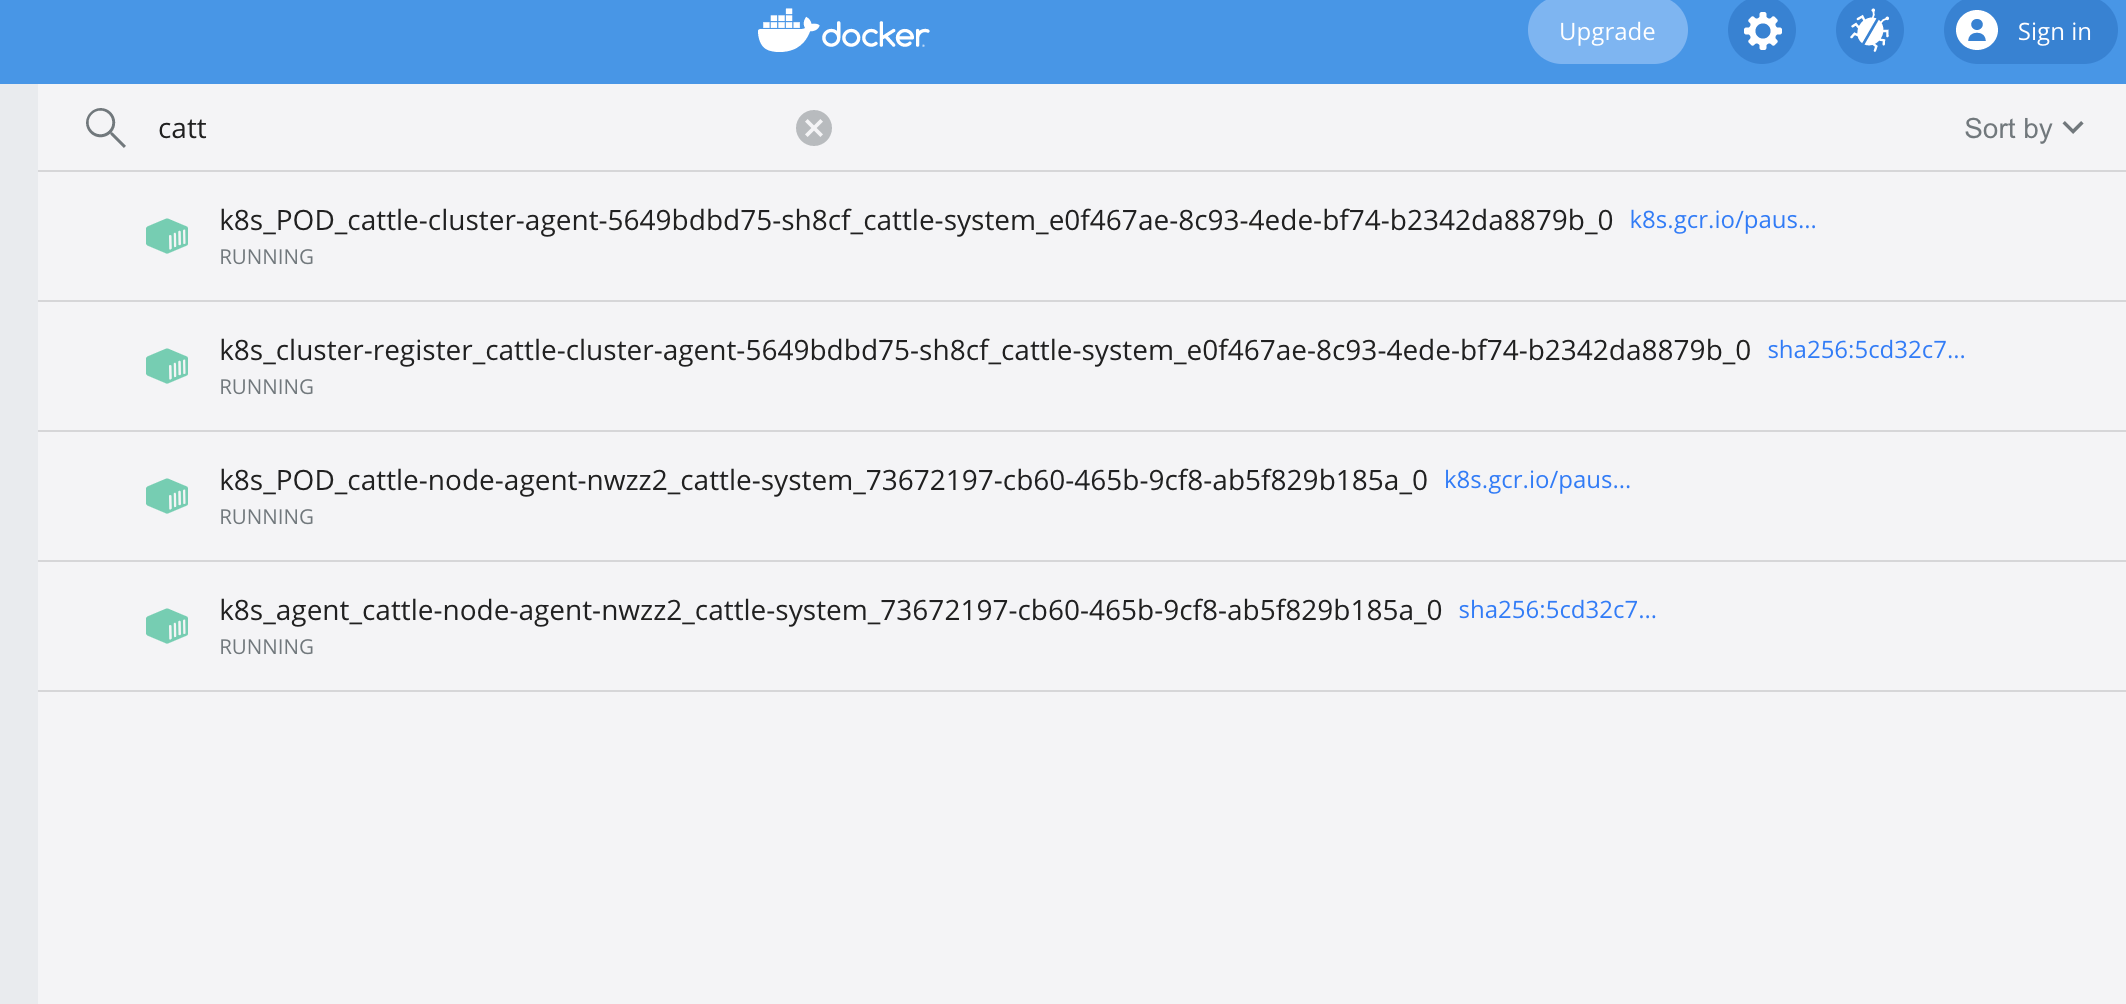 docker
Upgrade
Sign in
catt
Sort by
k8s_POD_cattle-cluster-agent-5649bdbd75-sh8cf_cattle-system_e0f467ae-8c93-4ede-bf74-b2342da8879b_0 k8s.gcr.io/paus...
RUNNING
k8s_cluster-register_cattle-cluster-agent-5649bdbd75-sh8cf_cattle-system_e0f467ae-8c93-4ede-bf74-b2342da8879b_0 sha256:5cd32c7...
RUNNING
k8s_POD_cattle-node-agent-nwzz2_cattle-system_73672197-cb60-465b-9cf8-ab5f829b185a_0 k8s.gcr.io/paus...
RUNNING
k8s_agent_cattle-node-agent-nwzz2_cattle-system_73672197-cb60-465b-9cf8-ab5f829b185a_0 sha256:5cd32c7...
RUNNING